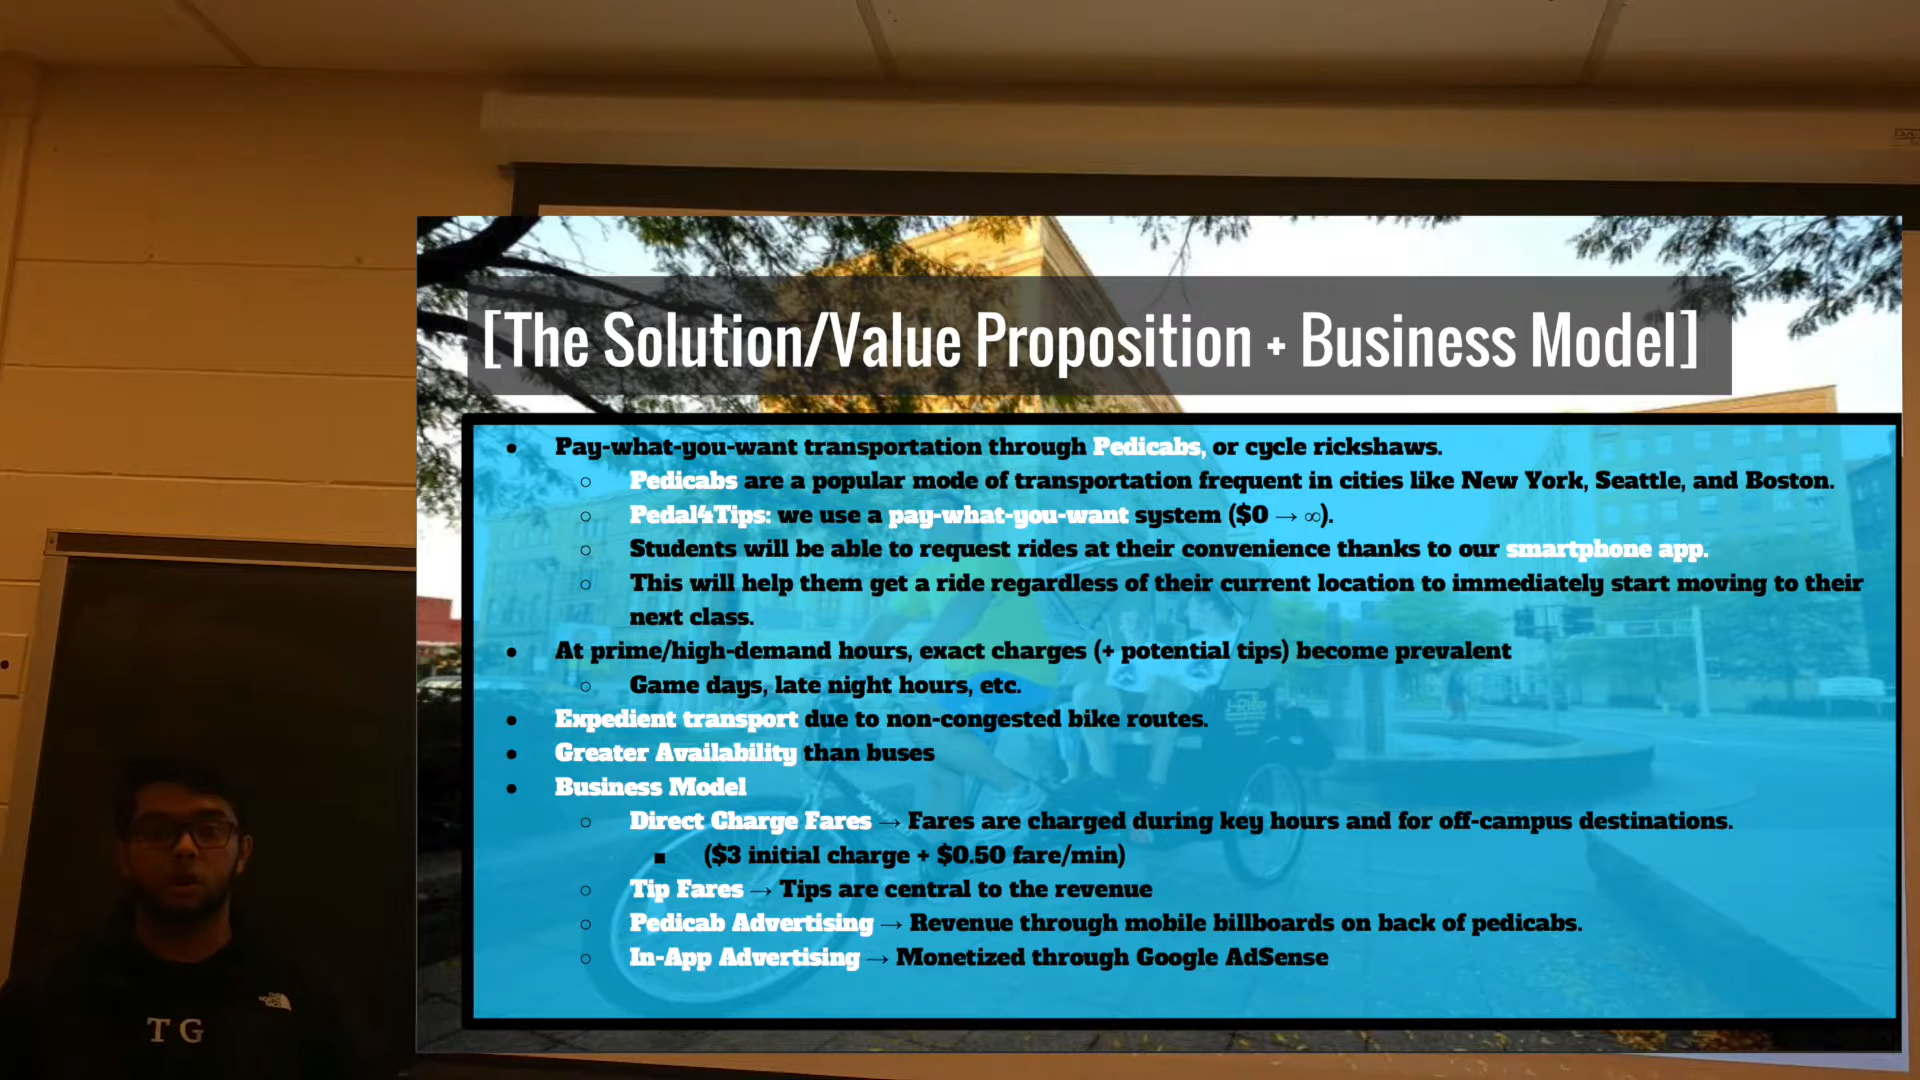 [The Solution/Value Proposition + Business Model]
● Pay-what-you-want transportation through Pedicabs, or cycle rickshaws.
○ Pedicabs are a popular mode of transportation frequent in cities like New York, Seattle, and Boston.
○ Pedal4Tips: we use a pay-what-you-want system ($0 → ∞).
○ Students will be able to request rides at their convenience thanks to our smartphone app.
○ This will help them get a ride regardless of their current location to immediately start moving to their
next class.
● At prime/high-demand hours, exact charges (+ potential tips) become prevalent
○ Game days, late night hours, etc.
● Expedient transport due to non-congested bike routes.
● Greater Availability than buses
● Business Model
○ Direct Charge Fares → Fares are charged during key hours and for off-campus destinations.
■ ($3 initial charge + $0.50 fare/min)
○ Tip Fares → Tips are central to the revenue
○ Pedicab Advertising → Revenue through mobile billboards on back of pedicabs.
○ In-App Advertising → Monetized through Google AdSense
T G